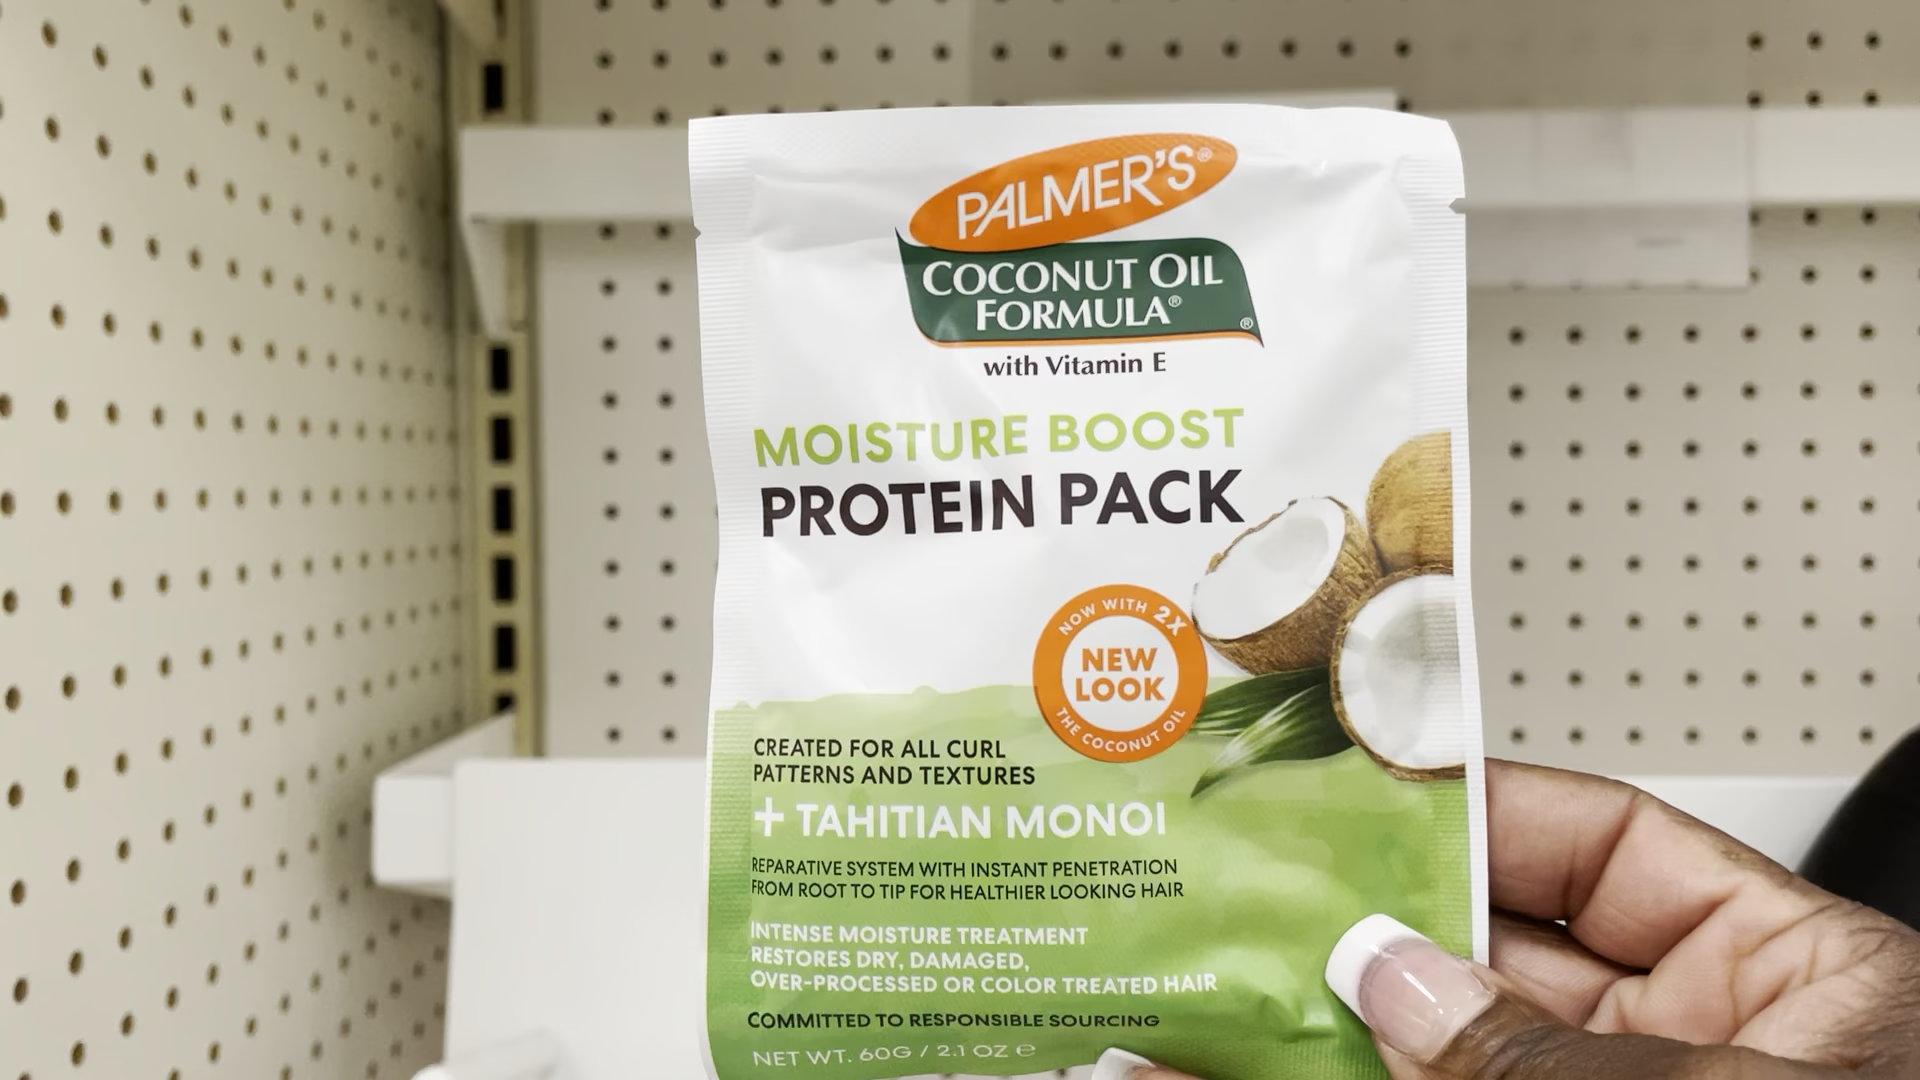 PALMER'S®
COCONUT OIL
FORMULA®
®
with Vitamin E
MOISTURE BOOST
PROTEIN PACK
NOW WITH 2X
NEW
LOOK
THE COCONUT OIL
CREATED FOR ALL CURL
PATTERNS AND TEXTURES
+ TAHITIAN MONOI
REPARATIVE SYSTEM WITH INSTANT PENETRATION
FROM ROOT TO TIP FOR HEALTHIER LOOKING HAIR
INTENSE MOISTURE TREATMENT
RESTORES DRY, DAMAGED,
OVER-PROCESSED OR COLOR TREATED HAIR
COMMITTED TO RESPONSIBLE SOURCING
NET WT. 60G / 2.1 OZ ℮